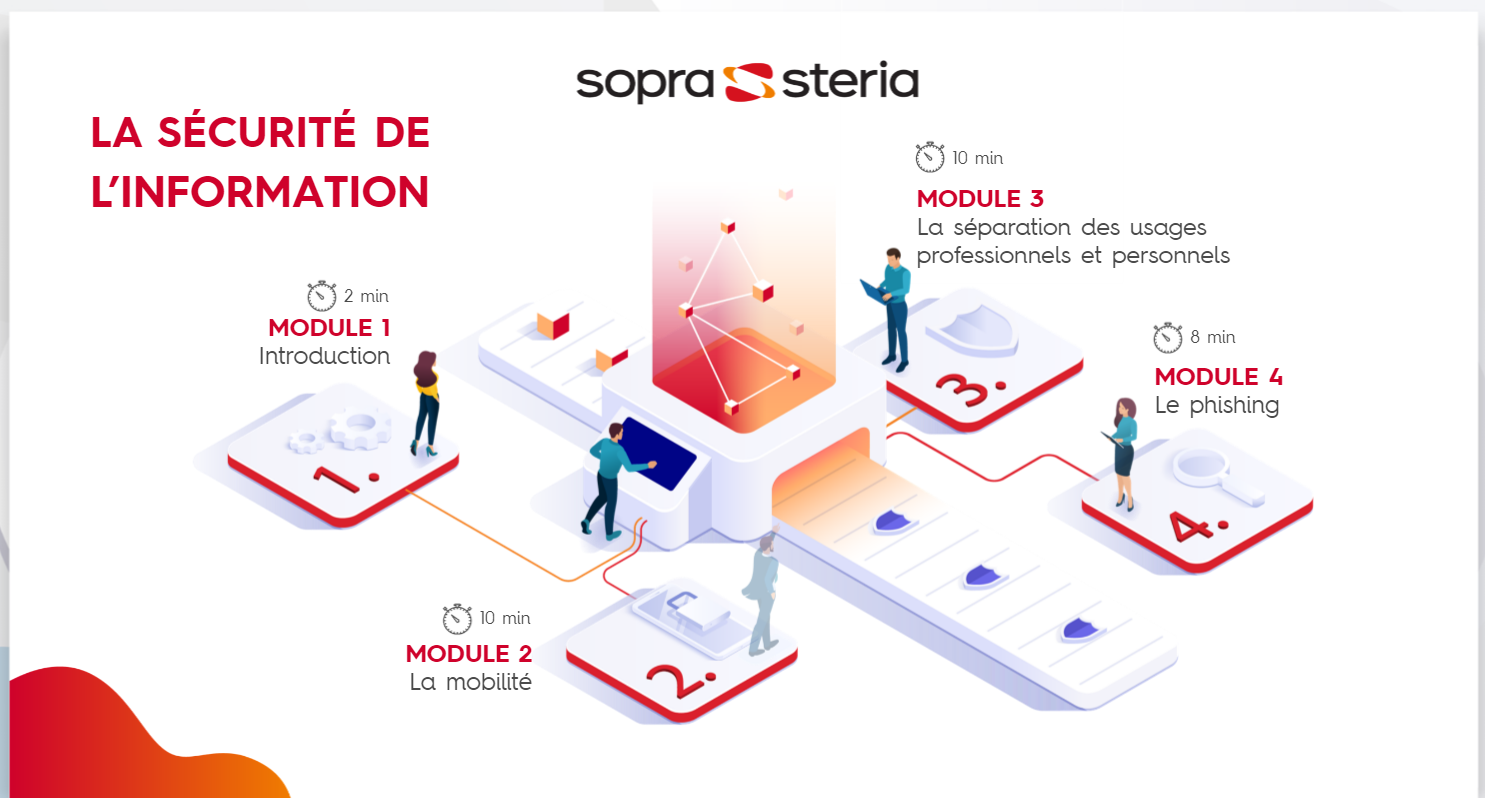 sopra steria
LA SÉCURITÉ DE
L'INFORMATION
2 min
MODULE 1
Introduction
1.
10 min
MODULE 2
La mobilité
2.
10 min
MODULE 3
La séparation des usages
professionnels et personnels
3.
8 min
MODULE 4
Le phishing
4.